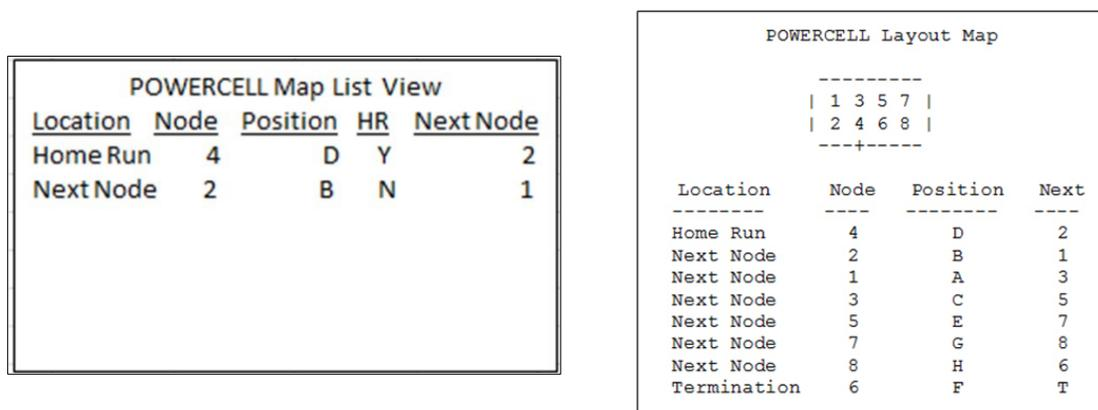 POWERCELL Map List View
Location Node Position HR Next Node
Home Run 4 D Y 2
Next Node 2 B N 1
POWERCELL Layout Map
---------
| 1 3 5 7 |
| 2 4 6 8 |
---+-----
Location Node Position Next
-------- ---- -------- ----
Home Run 4 D 2
Next Node 2 B 1
Next Node 1 A 3
Next Node 3 C 5
Next Node 5 E 7
Next Node 7 G 8
Next Node 8 H 6
Termination 6 F T